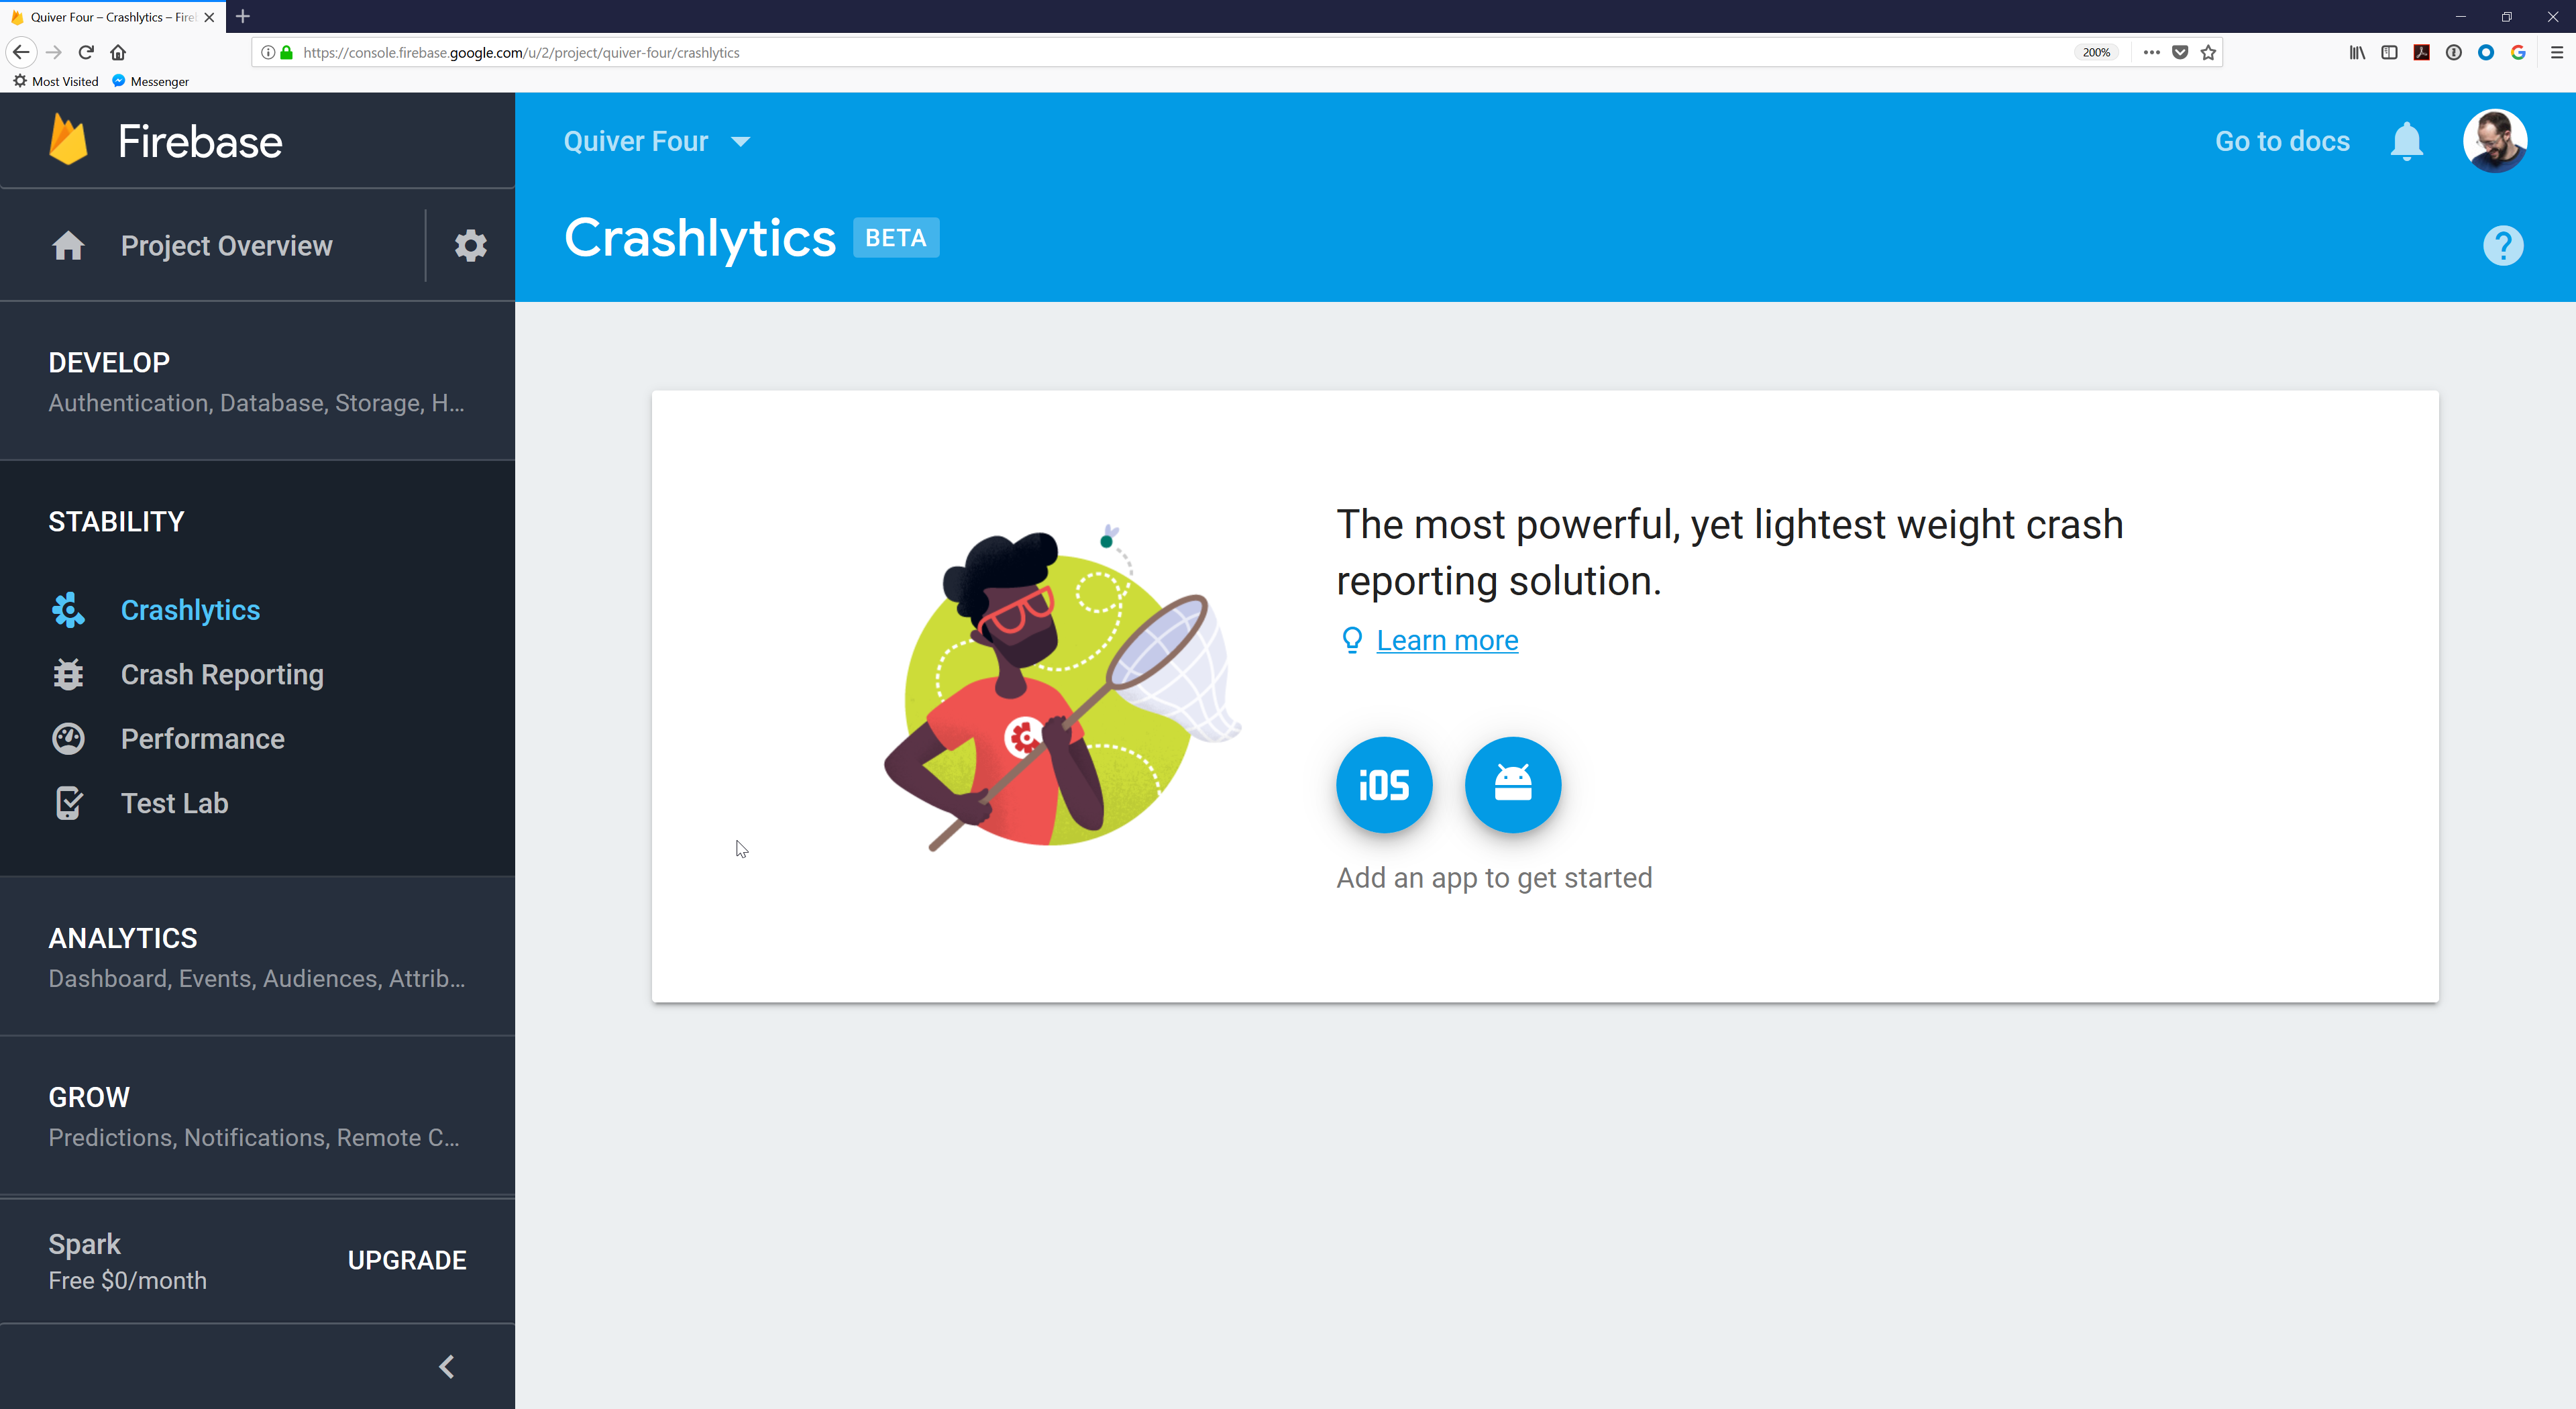 Quiver Four – Crashlytics – Fire
https://console.firebase.google.com/u/2/project/quiver-four/crashlytics
200%
Most Visited
Messenger
Firebase
Quiver Four
Go to docs
Project Overview
Crashlytics
BETA
DEVELOP
Authentication, Database, Storage, H...
STABILITY
Crashlytics
Crash Reporting
Performance
Test Lab
ANALYTICS
Dashboard, Events, Audiences, Attrib...
GROW
Predictions, Notifications, Remote C...
Spark
Free $0/month
UPGRADE
The most powerful, yet lightest weight crash
reporting solution.
Learn more
iOS
Add an app to get started